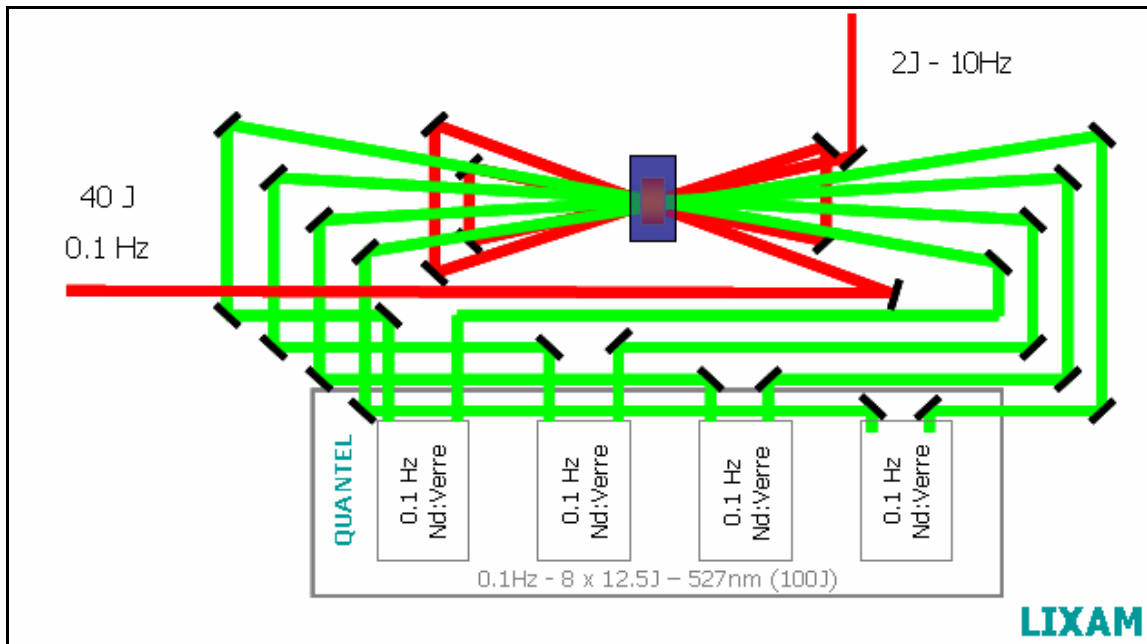 2J - 10Hz
40 J
0.1 Hz
QUANTEL
0.1 Hz
Nd:Verre
0.1 Hz
Nd:Verre
0.1 Hz
Nd:Verre
0.1 Hz
Nd:Verre
0.1Hz - 8 x 12.5J – 527nm (100J)
LIXAM